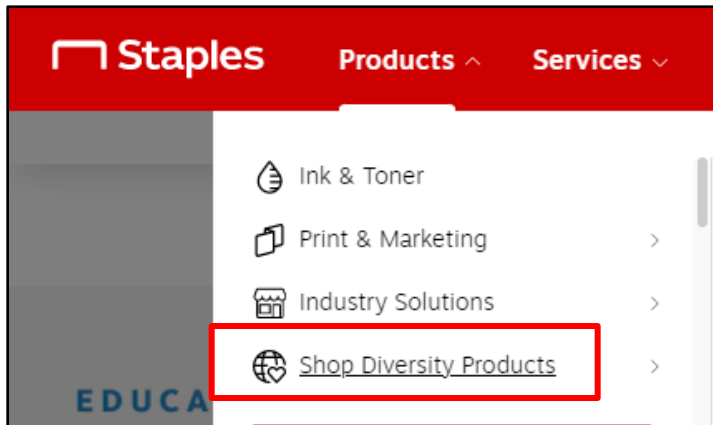 Staples Products Services
Ink & Toner
Print & Marketing
Industry Solutions
Shop Diversity Products
EDUCA